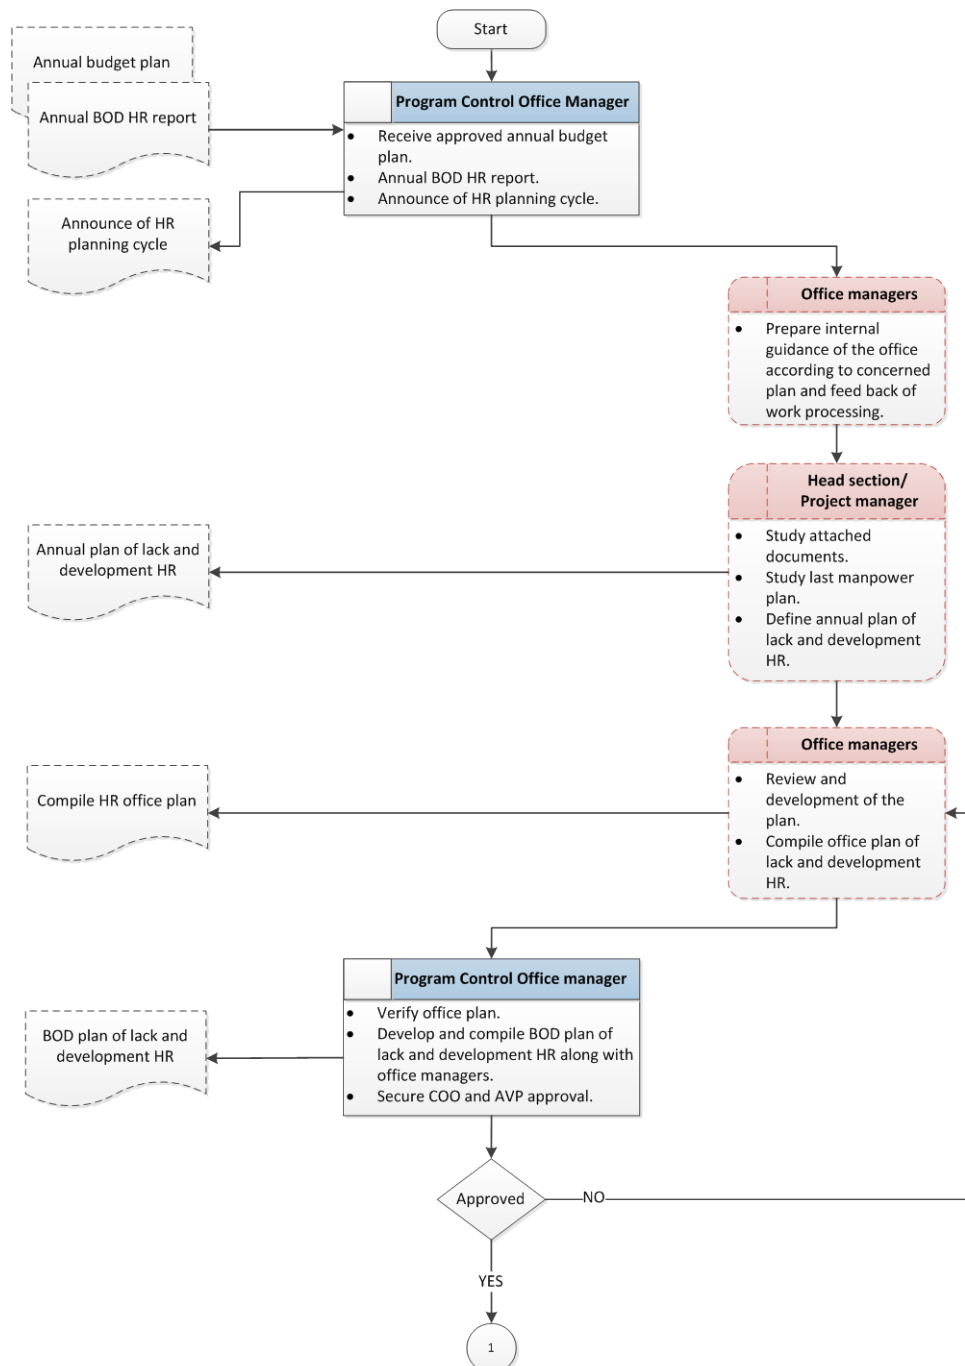 Start
Annual budget plan
Annual BOD HR report
Program Control Office Manager
• Receive approved annual budget
plan.
• Annual BOD HR report.
• Announce of HR planning cycle.
Announce of HR
planning cycle
Office managers
• Prepare internal
guidance of the office
according to concerned
plan and feed back of
work processing.
Head section/
Project manager
• Study attached
documents.
• Study last manpower
plan.
• Define annual plan of
lack and development
HR.
Annual plan of lack and
development HR
Office managers
• Review and
development of the
plan.
• Compile office plan of
lack and development
HR.
Compile HR office plan
Program Control Office manager
• Verify office plan.
• Develop and compile BOD plan of
lack and development HR along with
office managers.
• Secure COO and AVP approval.
BOD plan of lack and
development HR
Approved
NO
YES
1